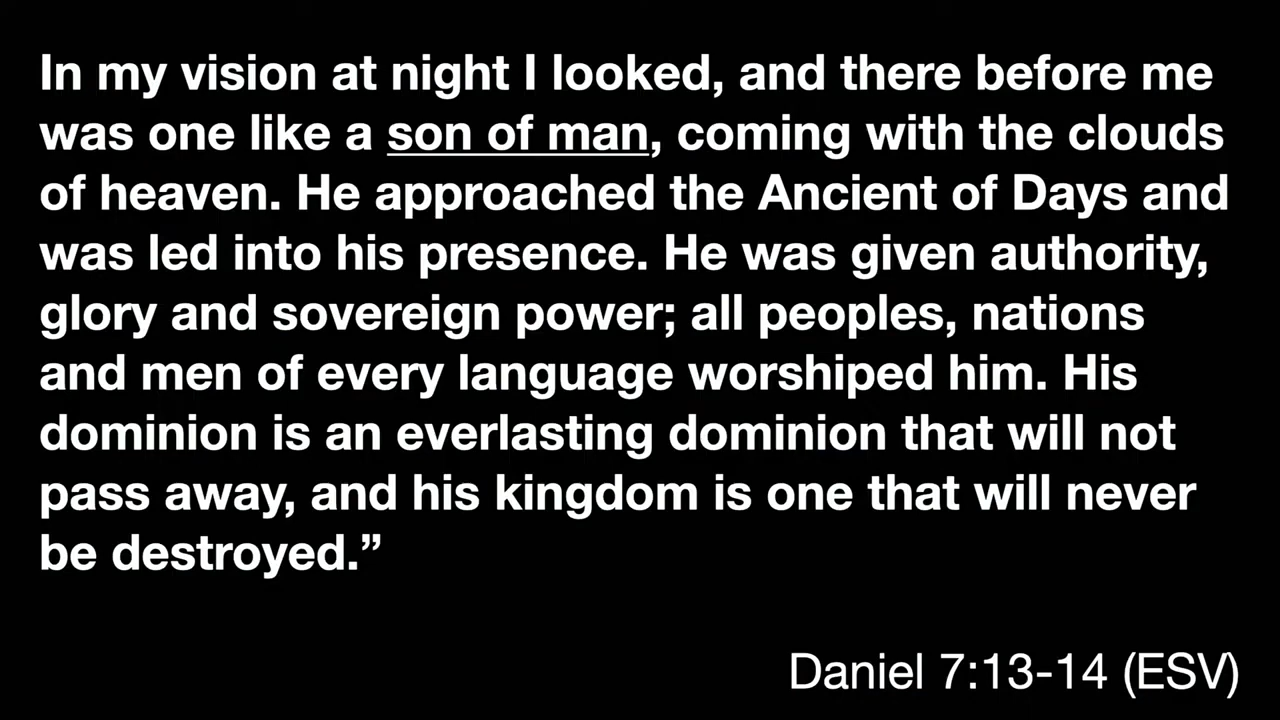 In my vision at night I looked, and there before me
was one like a son of man, coming with the clouds
of heaven. He approached the Ancient of Days and
was led into his presence. He was given authority,
glory and sovereign power; all peoples, nations
and men of every language worshiped him. His
dominion is an everlasting dominion that will not
pass away, and his kingdom is one that will never
be destroyed.”
Daniel 7:13-14 (ESV)